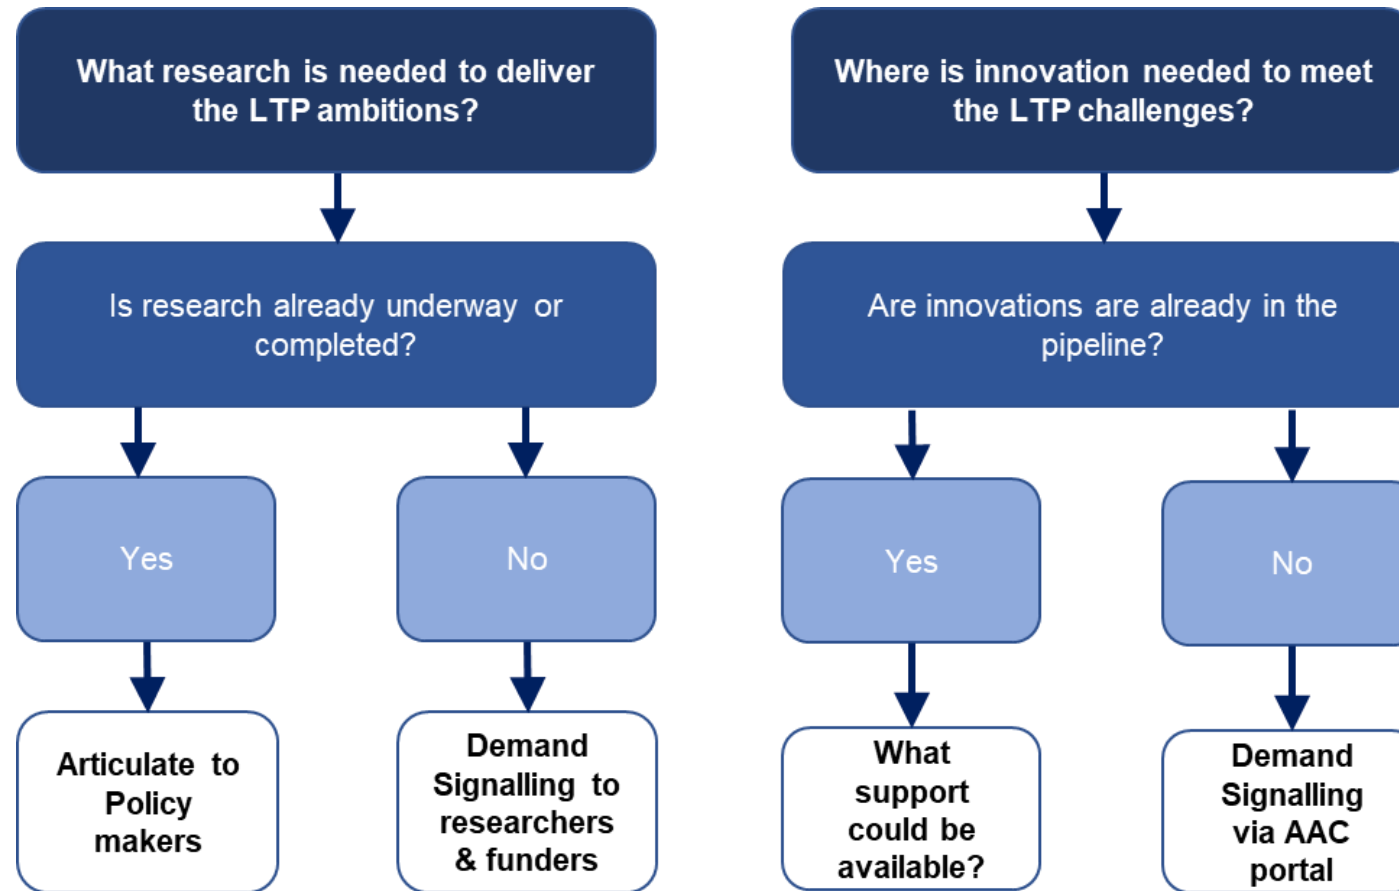 What research is needed to deliver
the LTP ambitions?
Where is innovation needed to meet
the LTP challenges?
Is research already underway or
completed?
Are innovations are already in the
pipeline?
Yes
No
Yes
No
Articulate to
Policy
makers
Demand
Signalling to
researchers
& funders
What
support
could be
available?
Demand
Signalling
via AAC
portal